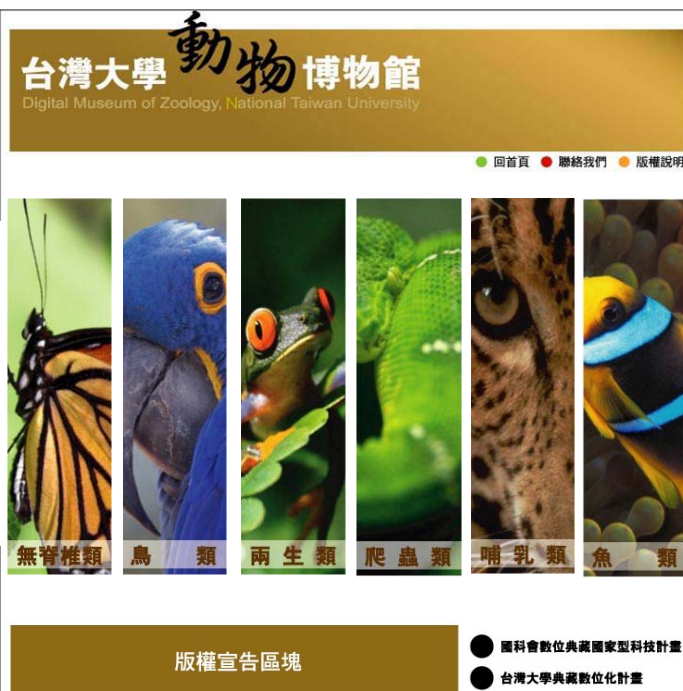 台灣大學動物博物館
Digital Museum of Zoology, National Taiwan University
回首頁 聯絡我們 版權說明
無脊椎類 鳥類 兩生類 爬蟲類 哺乳類 魚類
版權宣告區塊
國科會數位典藏國家型科技計畫
台灣大學典藏數位化計畫